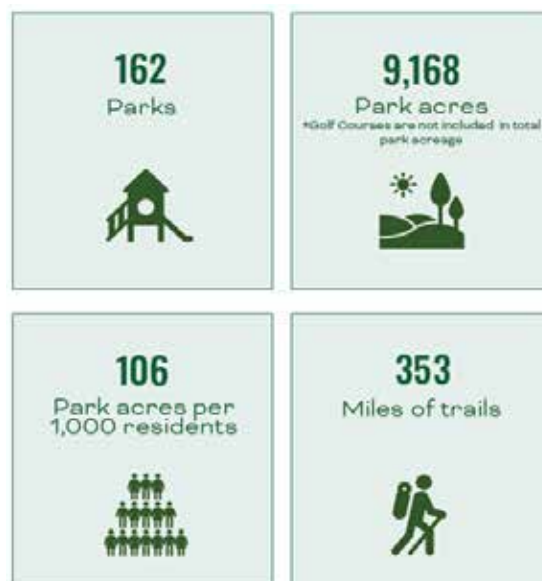 162
Parks
9,168
Park acres
*Golf Courses are not included in total
park acreage
106
Park acres per
1,000 residents
353
Miles of trails